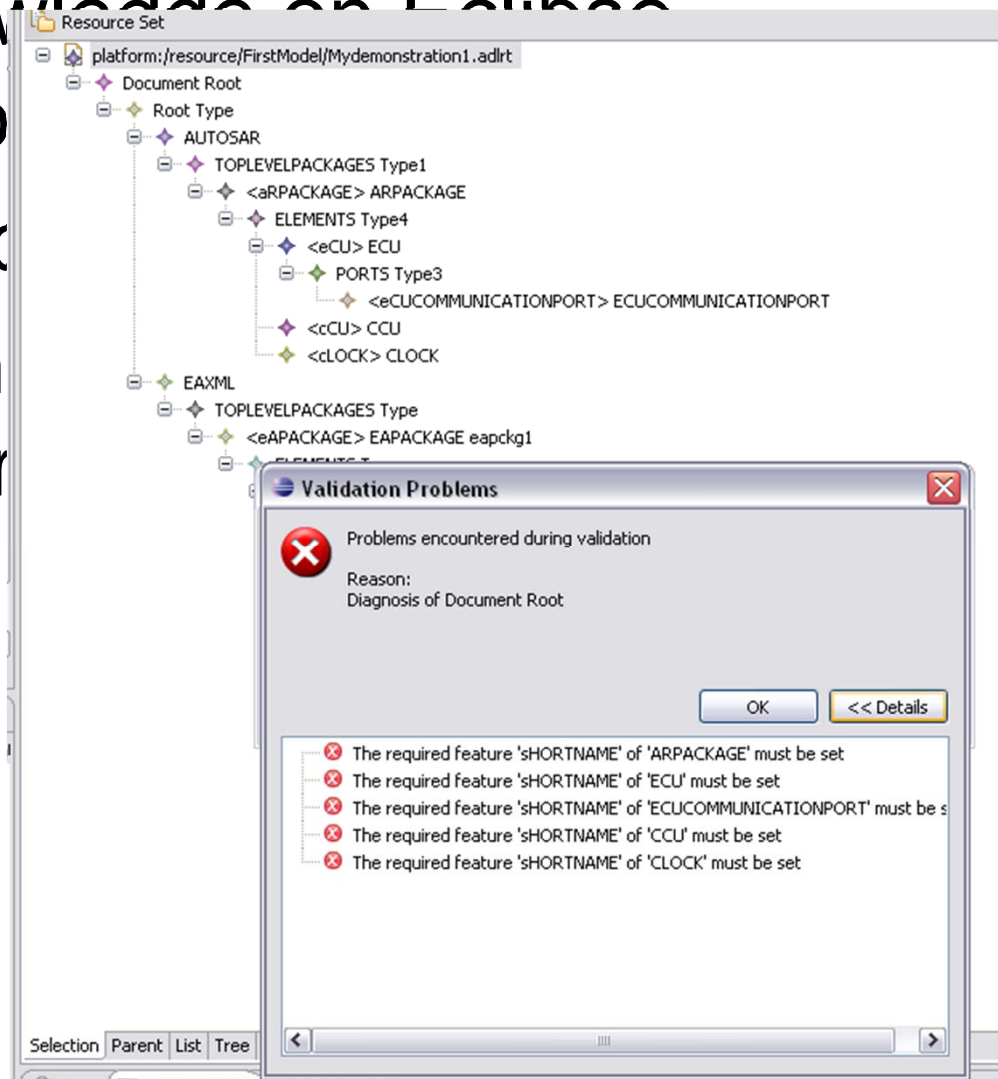 Resource Set
platform:/resource/FirstModel/Mydemonstration1.adlrt
Document Root
Root Type
AUTOSAR
TOPLEVELPACKAGES Type1
<aRPACKAGE> ARPACKAGE
ELEMENTS Type4
<eCU> ECU
PORTS Type3
<eCUCOMMUNICATIONPORT> ECUCOMMUNICATIONPORT
<cCU> CCU
<cLOCK> CLOCK
EAXML
TOPLEVELPACKAGES Type
<eAPACKAGE> EAPACKAGE eapckg1
Validation Problems
Problems encountered during validation
Reason:
Diagnosis of Document Root
OK
<< Details
The required feature 'sHORTNAME' of 'ARPACKAGE' must be set
The required feature 'sHORTNAME' of 'ECU' must be set
The required feature 'sHORTNAME' of 'ECUCOMMUNICATIONPORT' must be s
The required feature 'sHORTNAME' of 'CCU' must be set
The required feature 'sHORTNAME' of 'CLOCK' must be set
Selection Parent List Tree